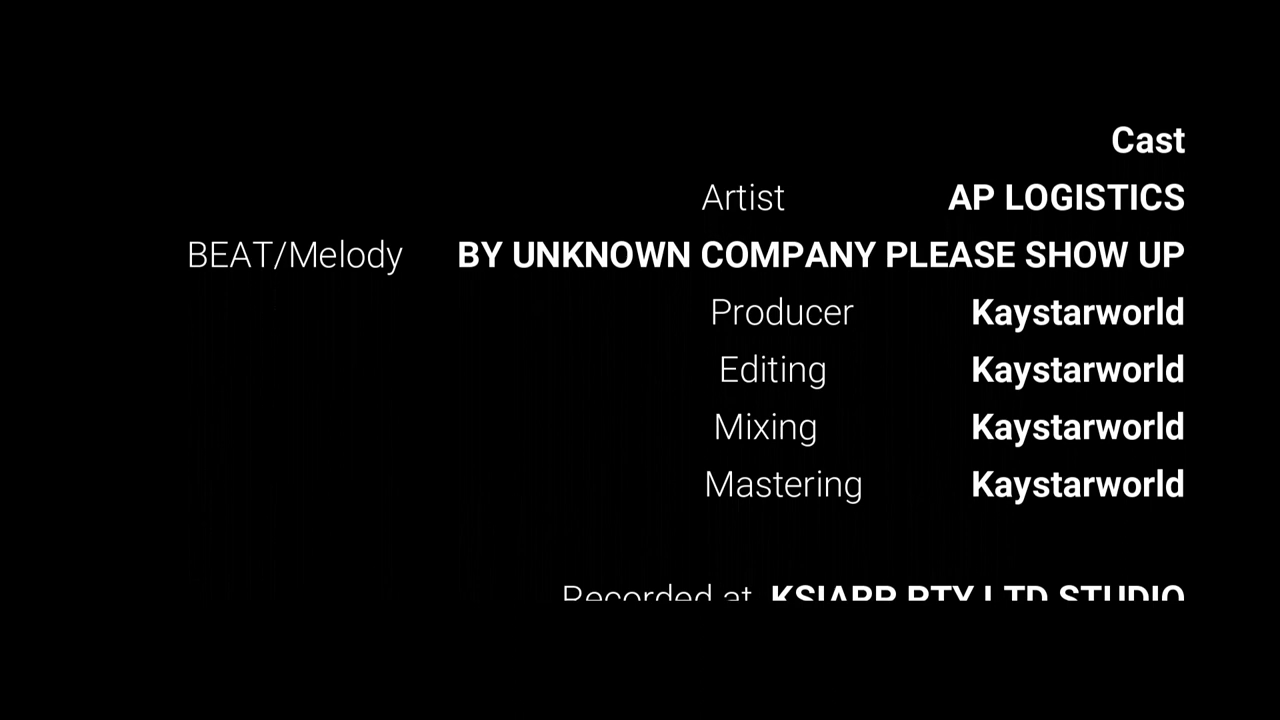 Cast
Artist AP LOGISTICS
BEAT/Melody BY UNKNOWN COMPANY PLEASE SHOW UP
Producer Kaystarworld
Editing Kaystarworld
Mixing Kaystarworld
Mastering Kaystarworld
Recorded at PTY LTD STUDIO